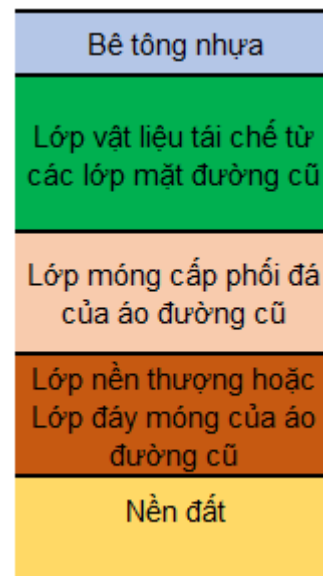 Bê tông nhựa
Lớp vật liệu tái chế từ
các lớp mặt đường cũ
Lớp móng cấp phối đá
của áo đường cũ
Lớp nền thượng hoặc
Lớp đáy móng của áo
đường cũ
Nền đất